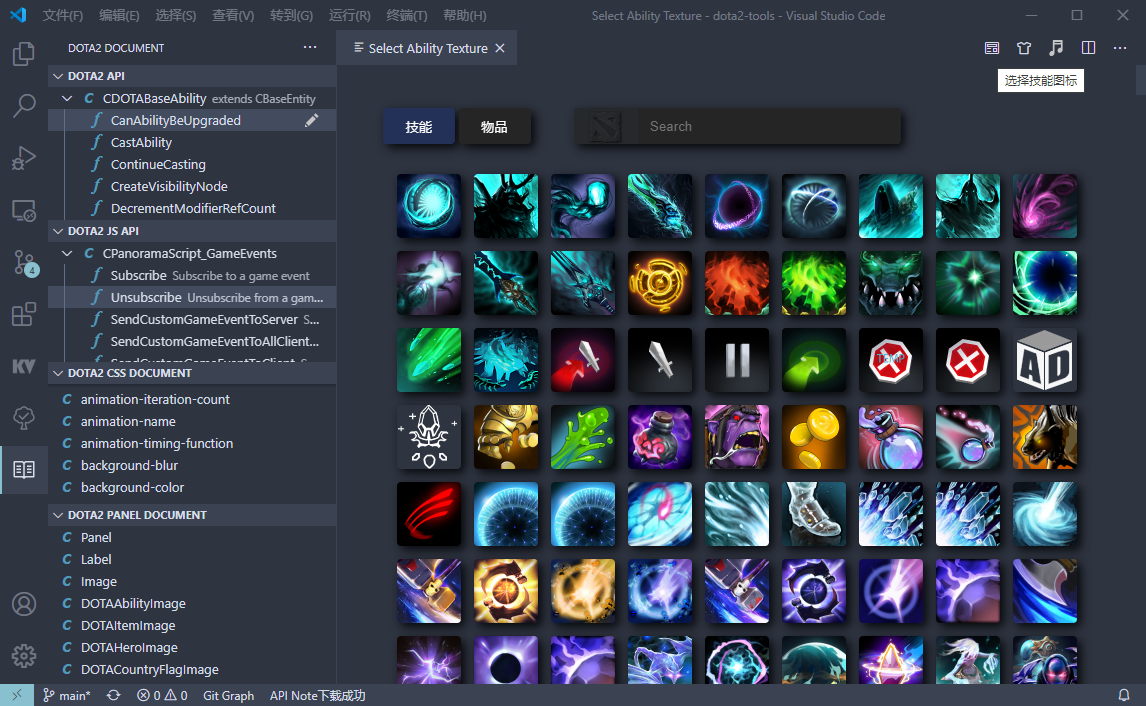 文件(F) 编辑(E) 选择(S) 查看(V) 转到(G) 运行(R) 终端(T) 帮助(H) Select Ability Texture - dota2-tools - Visual Studio Code
DOTA2 DOCUMENT
Select Ability Texture
选择技能图标
DOTA2 API
CDOTABaseAbility extends CBaseEntity
CanAbilityBeUpgraded
CastAbility
ContinueCasting
CreateVisibilityNode
DecrementModifierRefCount
DOTA2 JS API
CPanoramaScript_GameEvents
Subscribe Subscribe to a game event
Unsubscribe Unsubscribe from a gam...
SendCustomGameEventToServer S...
SendCustomGameEventToAllClient...
SendCustomGameEventToClient S...
DOTA2 CSS DOCUMENT
animation-iteration-count
animation-name
animation-timing-function
background-blur
background-color
DOTA2 PANEL DOCUMENT
Panel
Label
Image
DOTAAbilityImage
DOTAItemImage
DOTAHeroImage
DOTACountryFlagImage
4
KV
技能 物品 Search
TEMP
AD
main* 0 0 Git Graph API Note下载成功